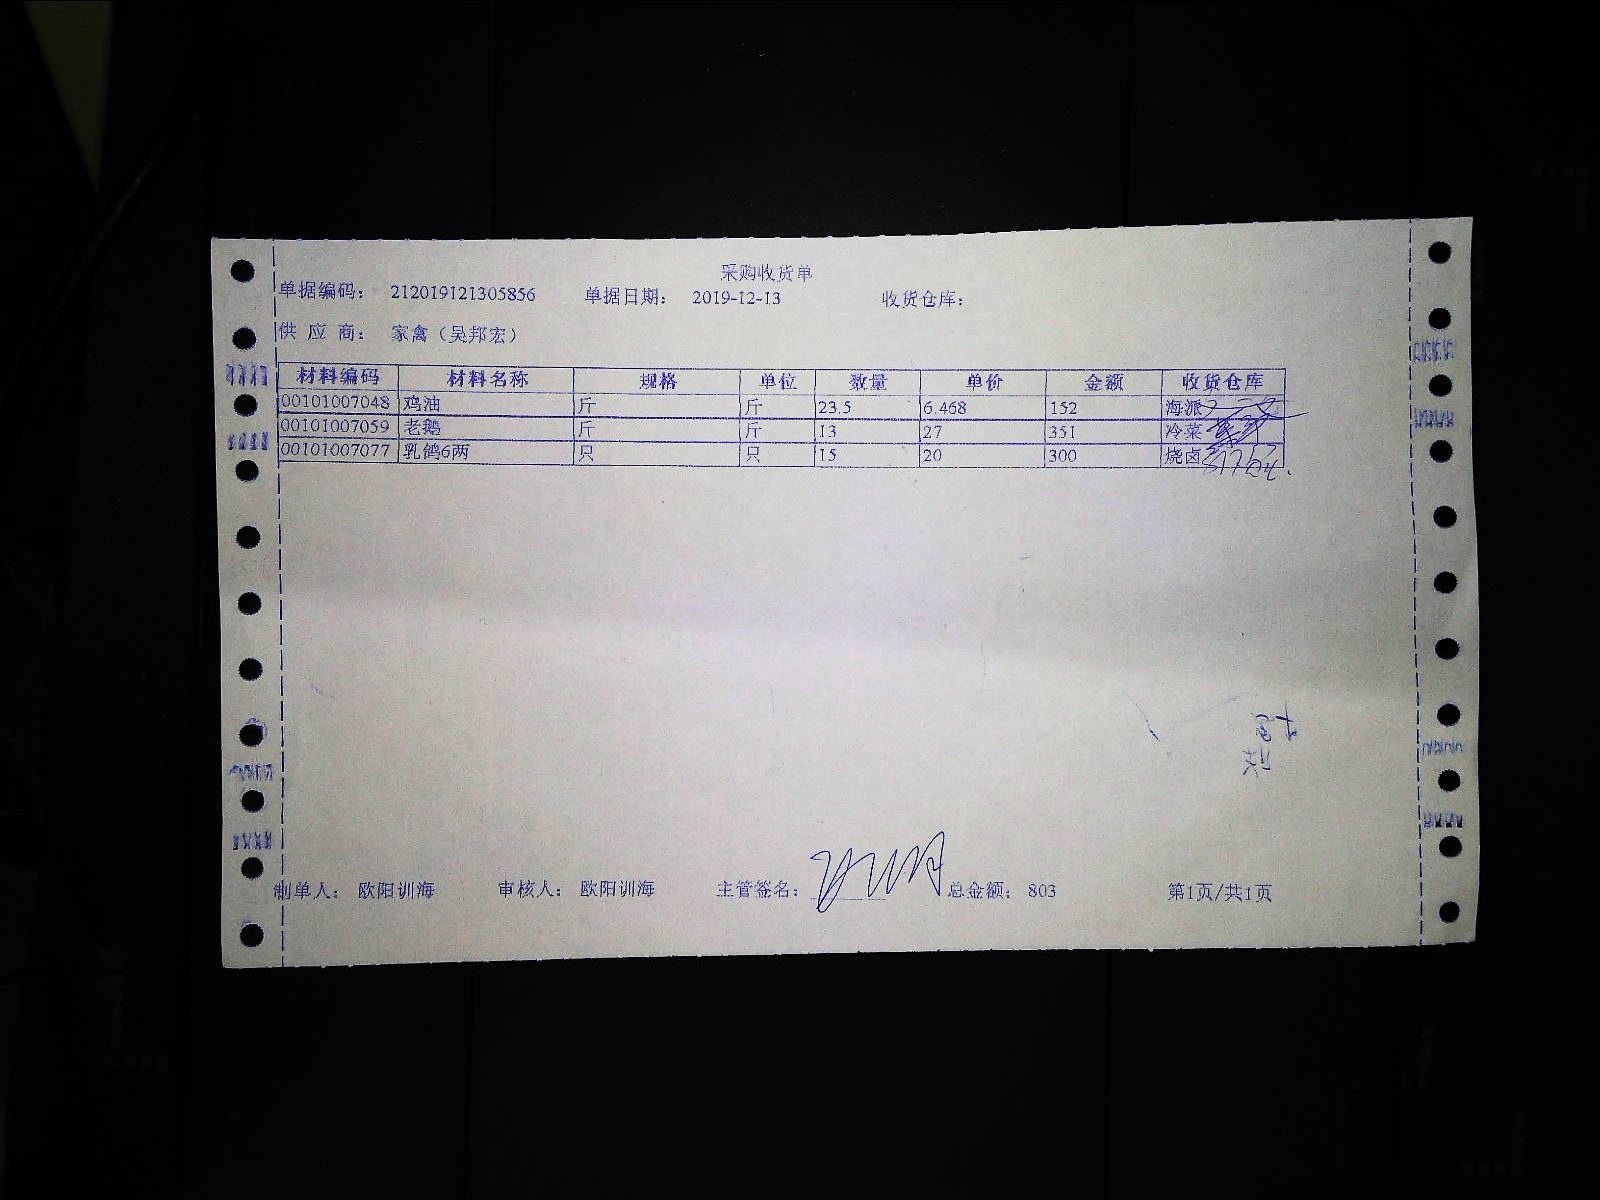 采购收货单
单据编码: 212019121305856 单据日期: 2019-12-13 收货仓库:
供 应 商: 家禽（吴邦宏）
材料编码 材料名称 规格 单位 数量 单价 金额 收货仓库
00101007048 鸡油 斤 斤 23.5 6.468 152 海派
00101007059 老鹅 斤 斤 13 27 351 冷菜
00101007077 乳鸽6两 只 只 15 20 300 烧卤
制单人: 欧阳训海 审核人: 欧阳训海 主管签名: 总金额: 803 第1页/共1页